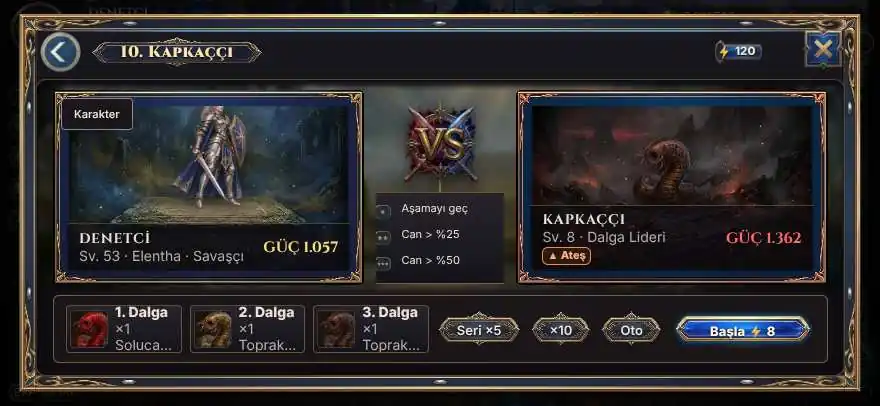 10. KAPKAÇÇI
120
Karakter
VS
DENETCİ
Sv. 53 · Elentha · Savaşçı
GÜÇ 1.057
Aşamayı geç
Can > %25
Can > %50
KAPKAÇÇI
Sv. 8 · Dalga Lideri
GÜÇ 1.362
▲ Ateş
1. Dalga
×1
Soluca...
2. Dalga
×1
Toprak...
3. Dalga
×1
Toprak...
Seri ×5
×10
Oto
Başla ⚡ 8